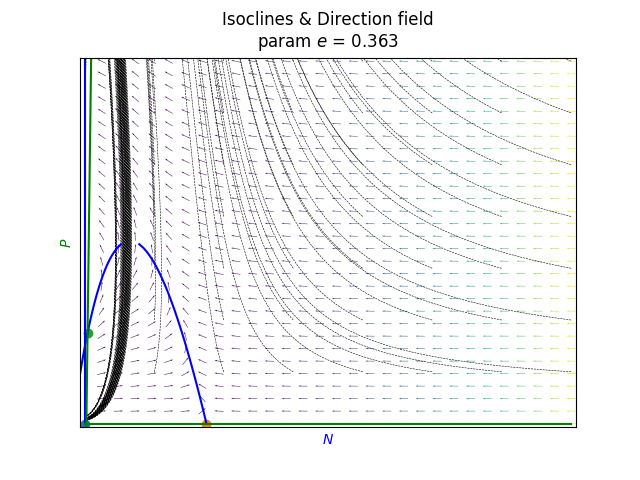 Isoclines & Direction field
param e = 0.363
P
N